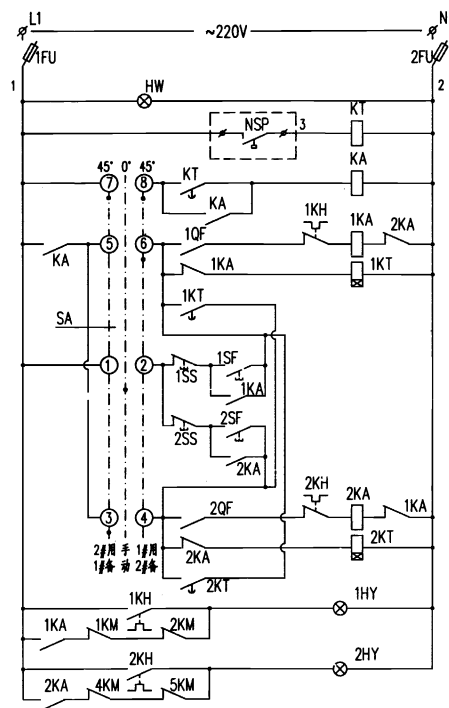 L1 ~220V N
1FU 2FU
1 2
HW
NSP 3 KT
45° 0° 45° KA
7 8 KT
KA
5 6 1QF 1KH 1KA 2KA
KA 1KA 1KT
1KT
SA
1 2 1SS 1SF
1KA
2SS 2SF
2KA
3 4 2QF 2KH 2KA 1KA
2KA 2KT
2#用 手 1#用
1#备 动 2#备
2KT
1KH 1HY
1KA 1KM 2KM
2KH 2HY
2KA 4KM 5KM